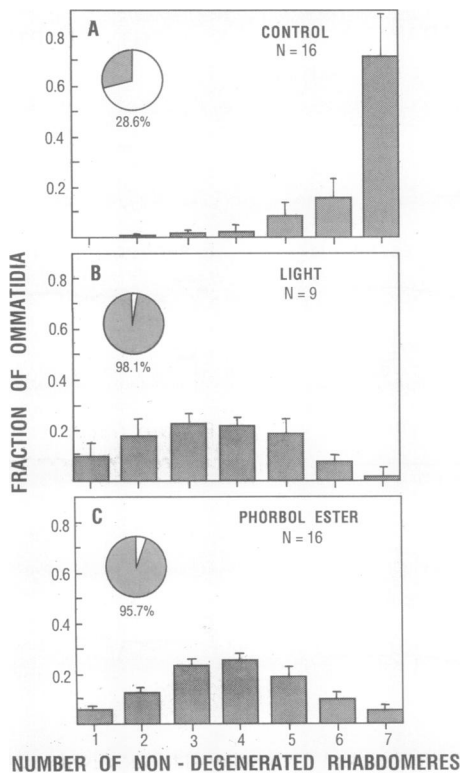 A
CONTROL
N = 16
28.6%
0.8
0.6
0.4
0.2
B
LIGHT
N = 9
98.1%
0.8
0.6
0.4
0.2
C
PHORBOL ESTER
N = 16
95.7%
0.8
0.6
0.4
0.2
1 2 3 4 5 6 7
FRACTION OF OMMATIDIA
NUMBER OF NON - DEGENERATED RHABDOMERES